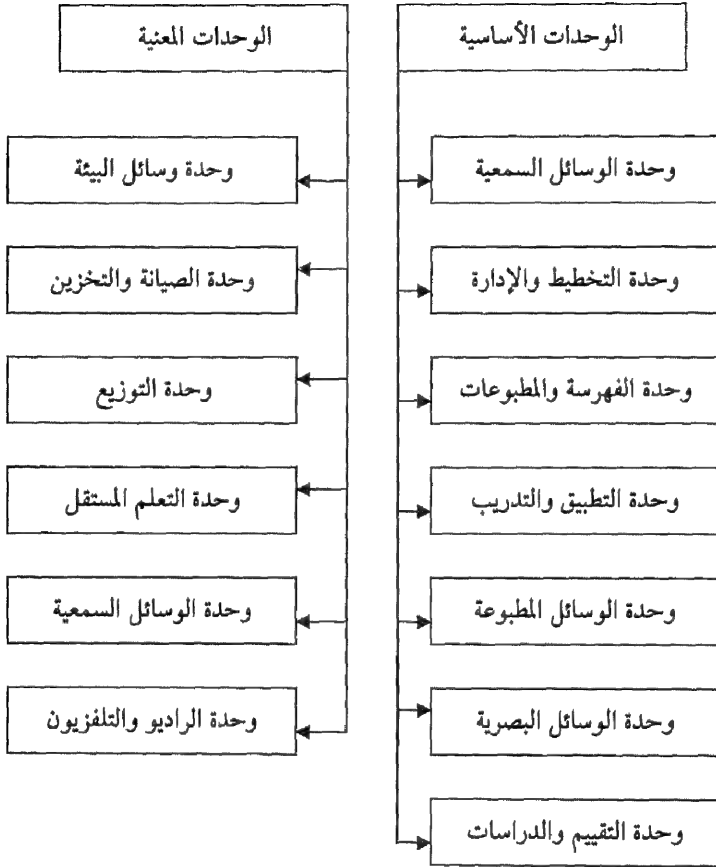 الوحدات الأساسية
وحدة الوسائل السمعية
وحدة التخطيط والإدارة
وحدة الفهرسة والمطبوعات
وحدة التطبيق والتدريب
وحدة الوسائل المطبوعة
وحدة الوسائل البصرية
وحدة التقييم والدراسات
الوحدات المعنية
وحدة وسائل البيئة
وحدة الصيانة والتخزين
وحدة التوزيع
وحدة التعلم المستقل
وحدة الوسائل السمعية
وحدة الراديو والتلفزيون